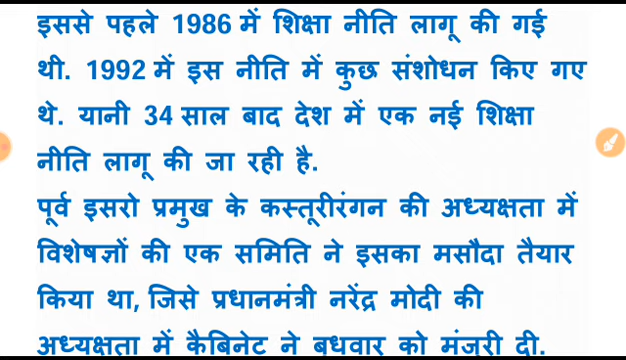 इससे पहले 1986 में शिक्षा नीति लागू की गई
थी. 1992 में इस नीति में कुछ संशोधन किए गए
थे. यानी 34 साल बाद देश में एक नई शिक्षा
नीति लागू की जा रही है.
पूर्व इसरो प्रमुख के कस्तूरीरंगन की अध्यक्षता में
विशेषज्ञों की एक समिति ने इसका मसौदा तैयार
किया था, जिसे प्रधानमंत्री नरेंद्र मोदी की
अध्यक्षता में कैबिनेट ने बुधवार को मंजूरी दी.